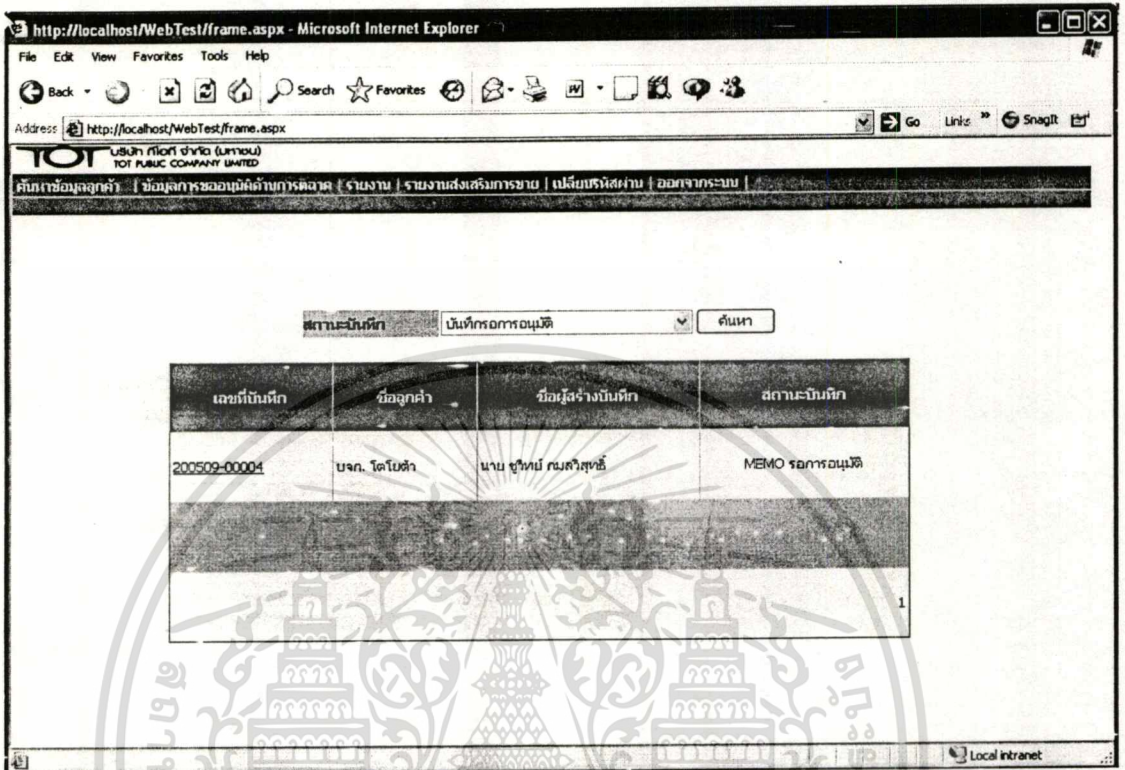 http://localhost/WebTest/frame.aspx - Microsoft Internet Explorer
File Edit View Favorites Tools Help
Back Search Favorites
Address http://localhost/WebTest/frame.aspx Go Links » SnagIt
TOT บริษัท ทีโอที จำกัด (มหาชน)
TOT PUBLIC COMPANY LIMITED
ค้นหาข้อมูลลูกค้า | ข้อมูลการขออนุมัติด้านการตลาด | รายงาน | รายงานส่งเสริมการขาย | เปลี่ยนรหัสผ่าน | ออกจากระบบ |
สถานะบันทึก บันทึกรอการอนุมัติ ค้นหา
เลขที่บันทึก ชื่อลูกค้า ชื่อผู้สร้างบันทึก สถานะบันทึก
200509-00004 บจก. โตโยต้า นาย ชูวิทย์ กมลวิสุทธิ์ MEMO รอการอนุมัติ
1
Local intranet